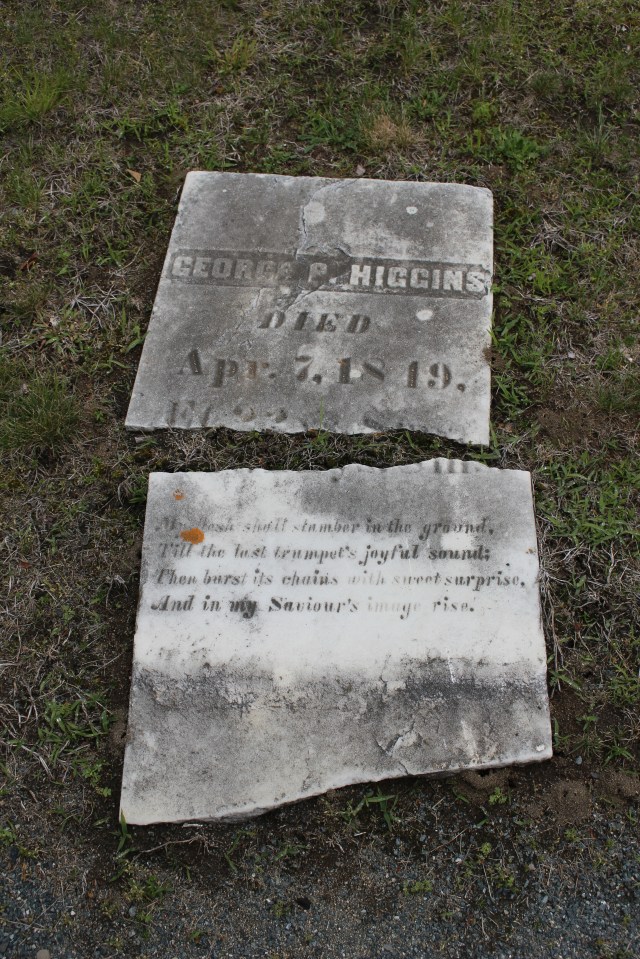 GEORGE P. HIGGINS
DIED
Apr. 7, 1849,
My flesh shall slumber in the ground,
Till the last trumpet's joyful sound;
Then burst its chains with sweet surprise,
And in my Saviour's image rise.